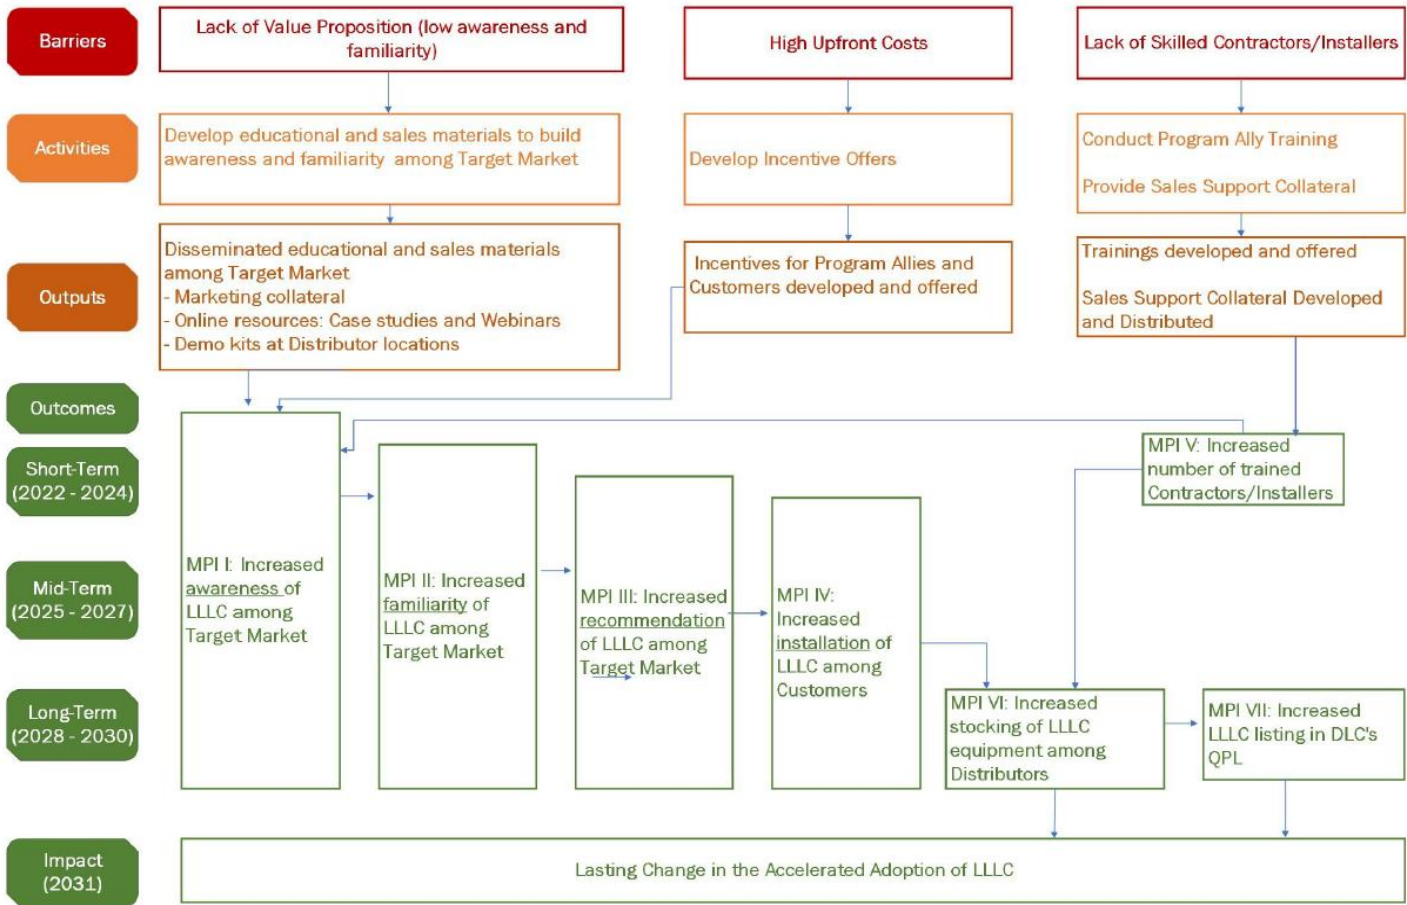 Barriers
Lack of Value Proposition (low awareness and
familiarity)
High Upfront Costs
Lack of Skilled Contractors/Installers
Activities
Develop educational and sales materials to build
awareness and familiarity among Target Market
Develop Incentive Offers
Conduct Program Ally Training
Provide Sales Support Collateral
Outputs
Disseminated educational and sales materials
among Target Market
- Marketing collateral
- Online resources: Case studies and Webinars
- Demo kits at Distributor locations
Incentives for Program Allies and
Customers developed and offered
Trainings developed and offered
Sales Support Collateral Developed
and Distributed
Outcomes
Short-Term
(2022 - 2024)
Mid-Term
(2025 - 2027)
Long-Term
(2028 - 2030)
MPI I: Increased
awareness of
LLLC among
Target Market
MPI II: Increased
familiarity of
LLLC among
Target Market
MPI III: Increased
recommendation
of LLLC among
Target Market
MPI IV:
Increased
installation of
LLLC among
Customers
MPI V: Increased
number of trained
Contractors/Installers
MPI VI: Increased
stocking of LLLC
equipment among
Distributors
MPI VII: Increased
LLLC listing in DLC's
QPL
Impact
(2031)
Lasting Change in the Accelerated Adoption of LLLC